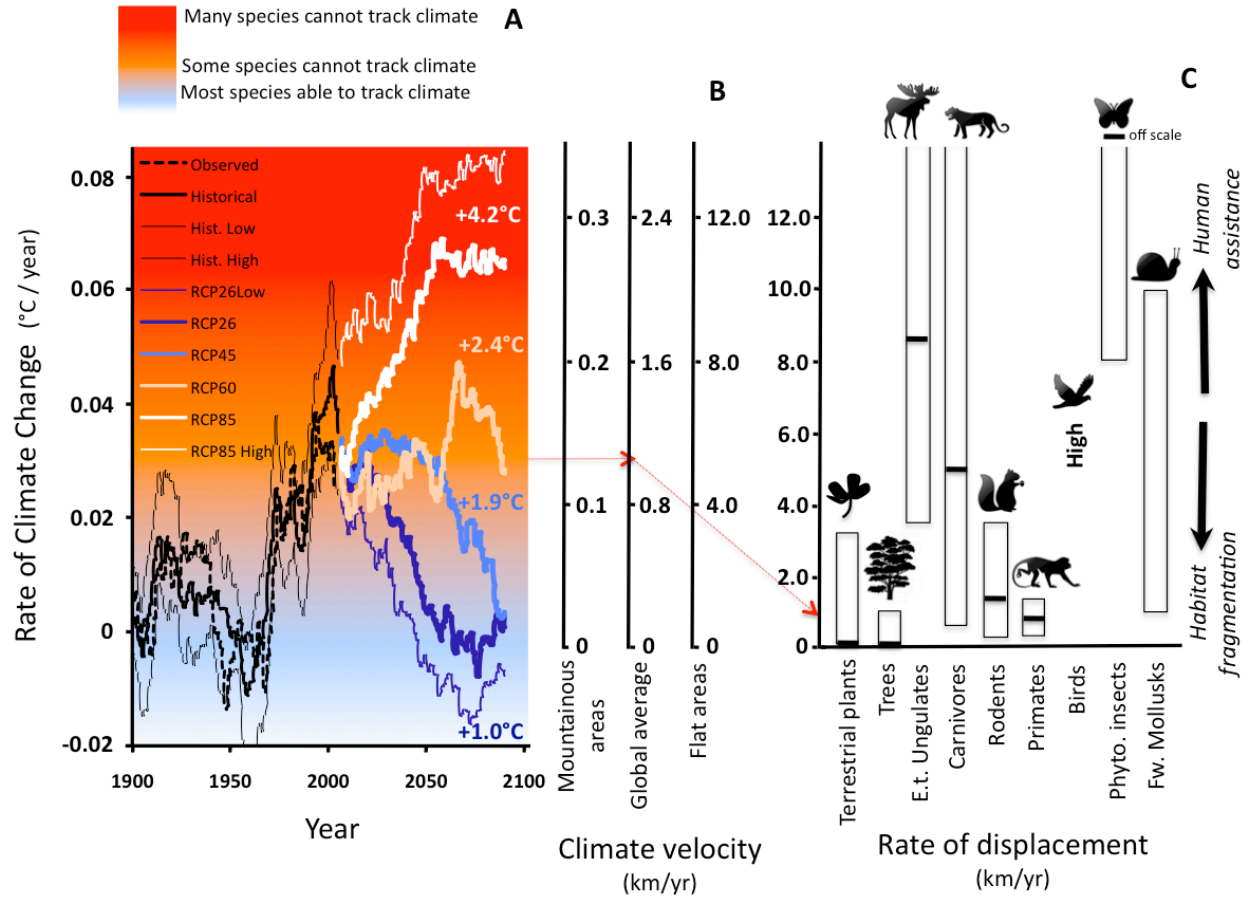 Many species cannot track climate
Some species cannot track climate
Most species able to track climate
A
B
C
Rate of Climate Change (°C / year)
0.08
0.06
0.04
0.02
0
-0.02
Observed
Historical
Hist. Low
Hist. High
RCP26Low
RCP26
RCP45
RCP60
RCP85
RCP85 High
+4.2°C
+2.4°C
+1.9°C
+1.0°C
1900
1950
2000
2050
2100
Year
0.3
0.2
0.1
0
Mountainous
areas
2.4
1.6
0.8
0
Global average
12.0
8.0
4.0
0
Flat areas
Climate velocity
(km/yr)
12.0
10.0
8.0
6.0
4.0
2.0
0
off scale
High
Terrestrial plants
Trees
E.t. Ungulates
Carnivores
Rodents
Primates
Birds
Phyto. insects
Fw. Mollusks
Rate of displacement
(km/yr)
Human
assistance
Habitat
fragmentation